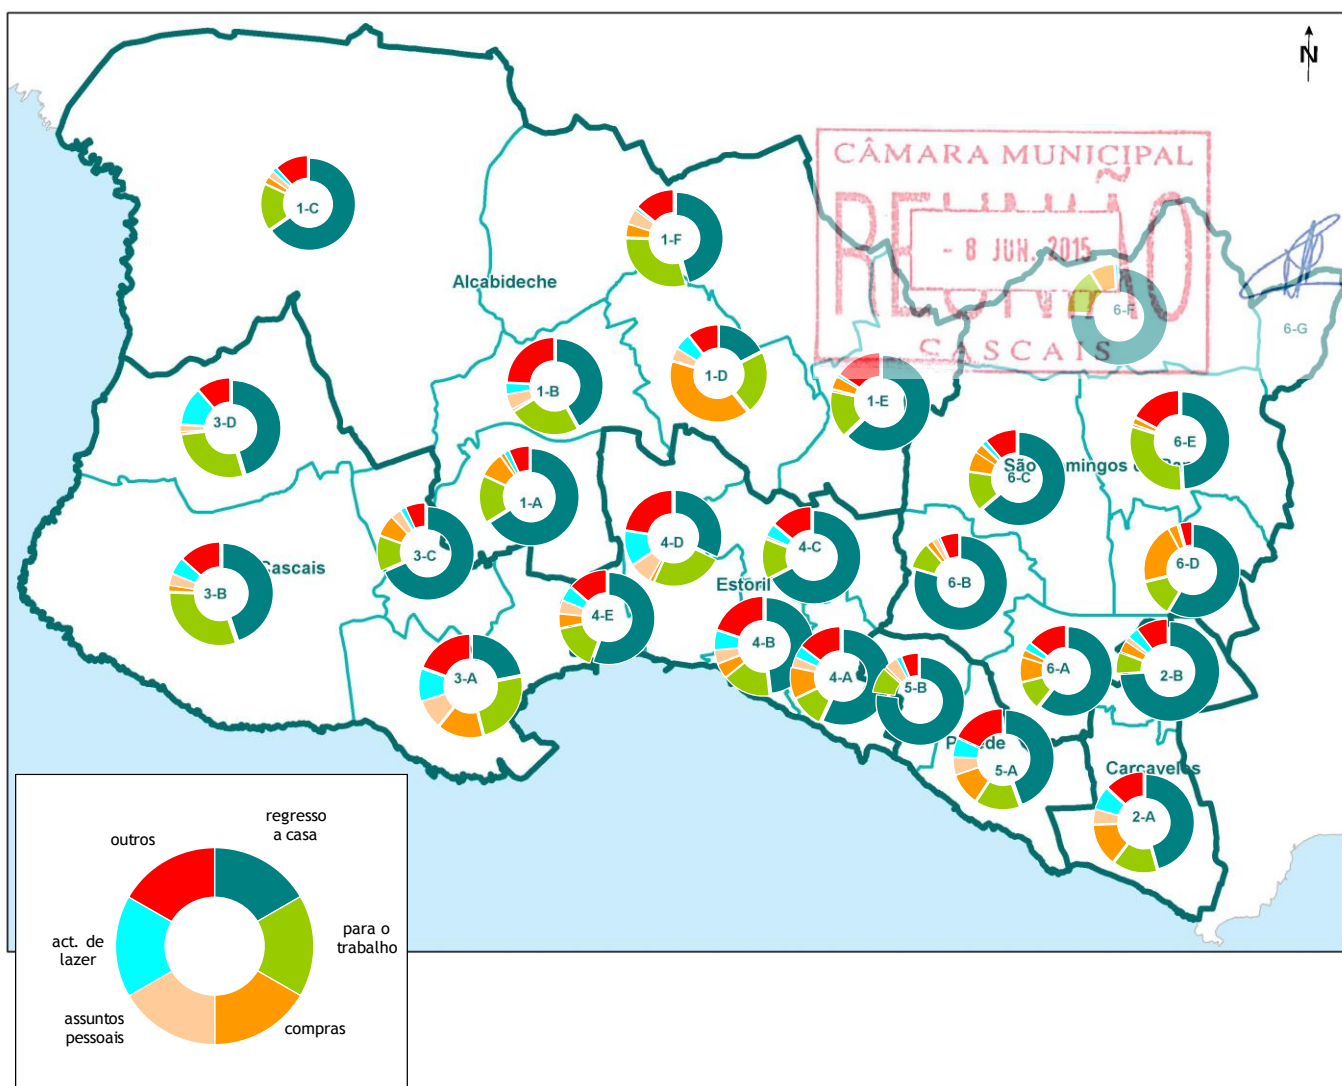 N
CÂMARA MUNICIPAL
REUNIÃO
- 8 JUN. 2015
CASCAIS
1-C
1-F
Alcabideche
6-F
6-G
1-D
1-B
1-E
3-D
6-E
São
6-C
1-A
3-C
4-D
4-C
6-D
Cascais
3-B
Estoril
6-B
4-E
4-B
6-A
2-B
3-A
4-A
5-B
5-A
Carcavelos
2-A
regresso
a casa
outros
para o
trabalho
act. de
lazer
assuntos
pessoais
compras